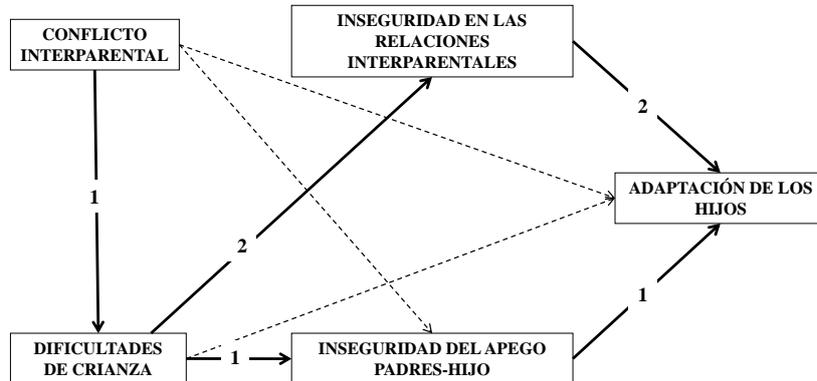 CONFLICTO
INTERPARENTAL
INSEGURIDAD EN LAS
RELACIONES
INTERPARENTALES
2
1
ADAPTACIÓN DE LOS
HIJOS
2
1
DIFICULTADES
DE CRIANZA
1
INSEGURIDAD DEL APEGO
PADRES-HIJO